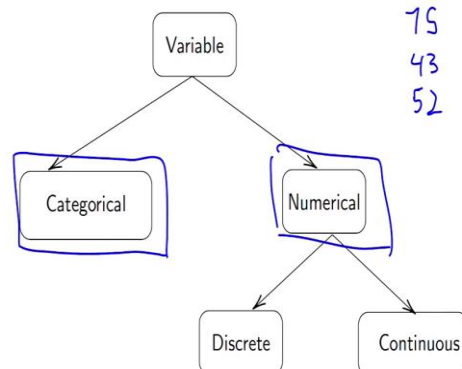 Variable
75
43
52
Categorical
Numerical
Discrete
Continuous